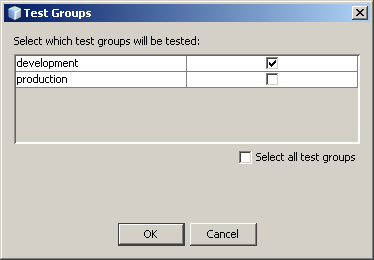 Test Groups
Select which test groups will be tested:
development
production
Select all test groups
OK Cancel